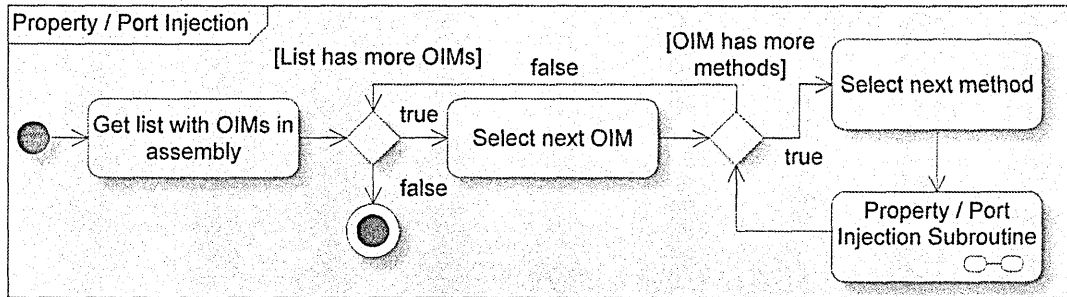 Property / Port Injection
[List has more OIMs]
false
[OIM has more
methods]
Get list with OIMs in
assembly
true
Select next OIM
true
Select next method
false
Property / Port
Injection Subroutine